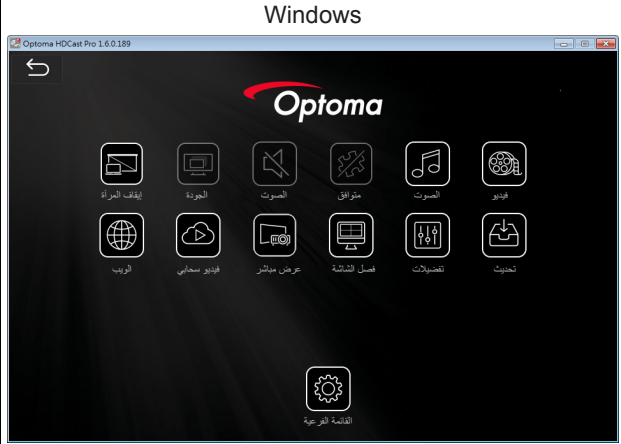 Windows
Optoma HDCast Pro 1.6.0.189
Optoma
إيقاف المرأة
الجودة
الصوت
متوافق
الصوت
فيديو
الويب
فيديو سحابي
عرض مباشر
فصل الشاشة
تفضيلات
تحديث
القائمة الفرعية